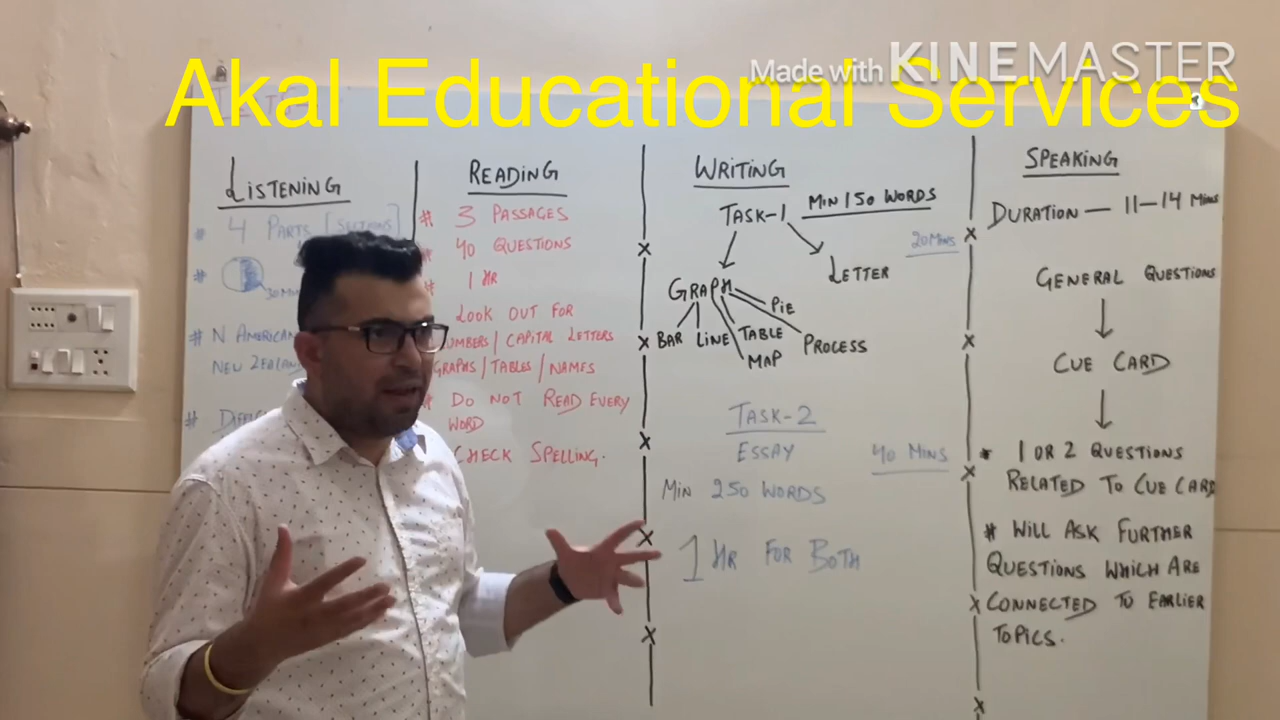 Made with KINEMASTER
Akal Educational Services
LISTENING
# 4 PARTS [SECTIONS]
#
# N AMERICAN
NEW ZEALAND
#
READING
# 3 PASSAGES
# 40 QUESTIONS
# 1 HR
LOOK OUT FOR
NUMBERS/CAPITAL LETTERS
GRAPHS/TABLES/NAMES
# DO NOT READ EVERY
WORD
CHECK SPELLING.
WRITING
TASK-1 MIN 150 WORDS
20 MINS
LETTER
GRAPH
PIE
BAR LINE TABLE PROCESS
MAP
TASK-2
ESSAY 40 MINS
MIN 250 WORDS
1 HR FOR BOTH
SPEAKING
DURATION — 11-14 MINS
GENERAL QUESTIONS
CUE CARD
* 1 OR 2 QUESTIONS
RELATED TO CUE CARD
# WILL ASK FURTHER
QUESTIONS WHICH ARE
CONNECTED TO EARLIER
TOPICS.